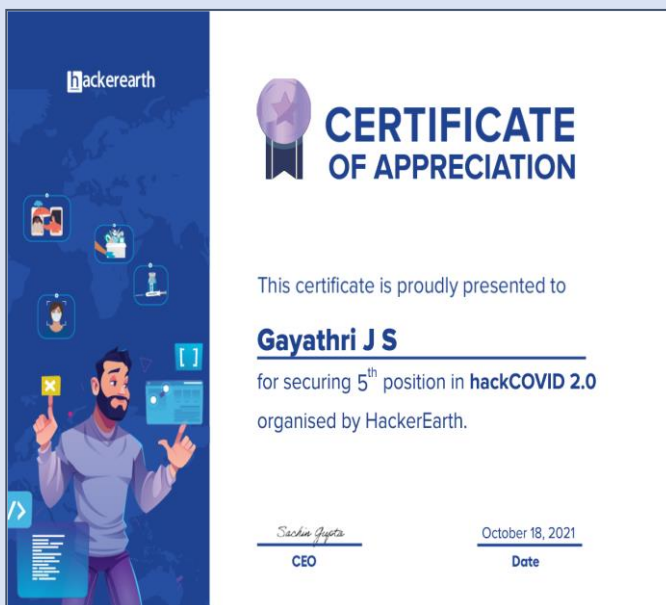 hackerearth
CERTIFICATE
OF APPRECIATION
This certificate is proudly presented to
Gayathri J S
for securing 5th position in hackCOVID 2.0
organised by HackerEarth.
Sachin Gupta
October 18, 2021
CEO
Date
[ ]
</>